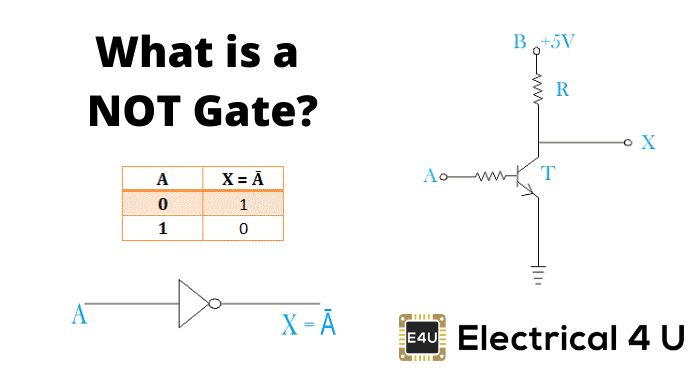 What is a
NOT Gate?
A X = Ā
0 1
1 0
A
X = Ā
B +5V
R
X
A
T
E4U
Electrical 4 U